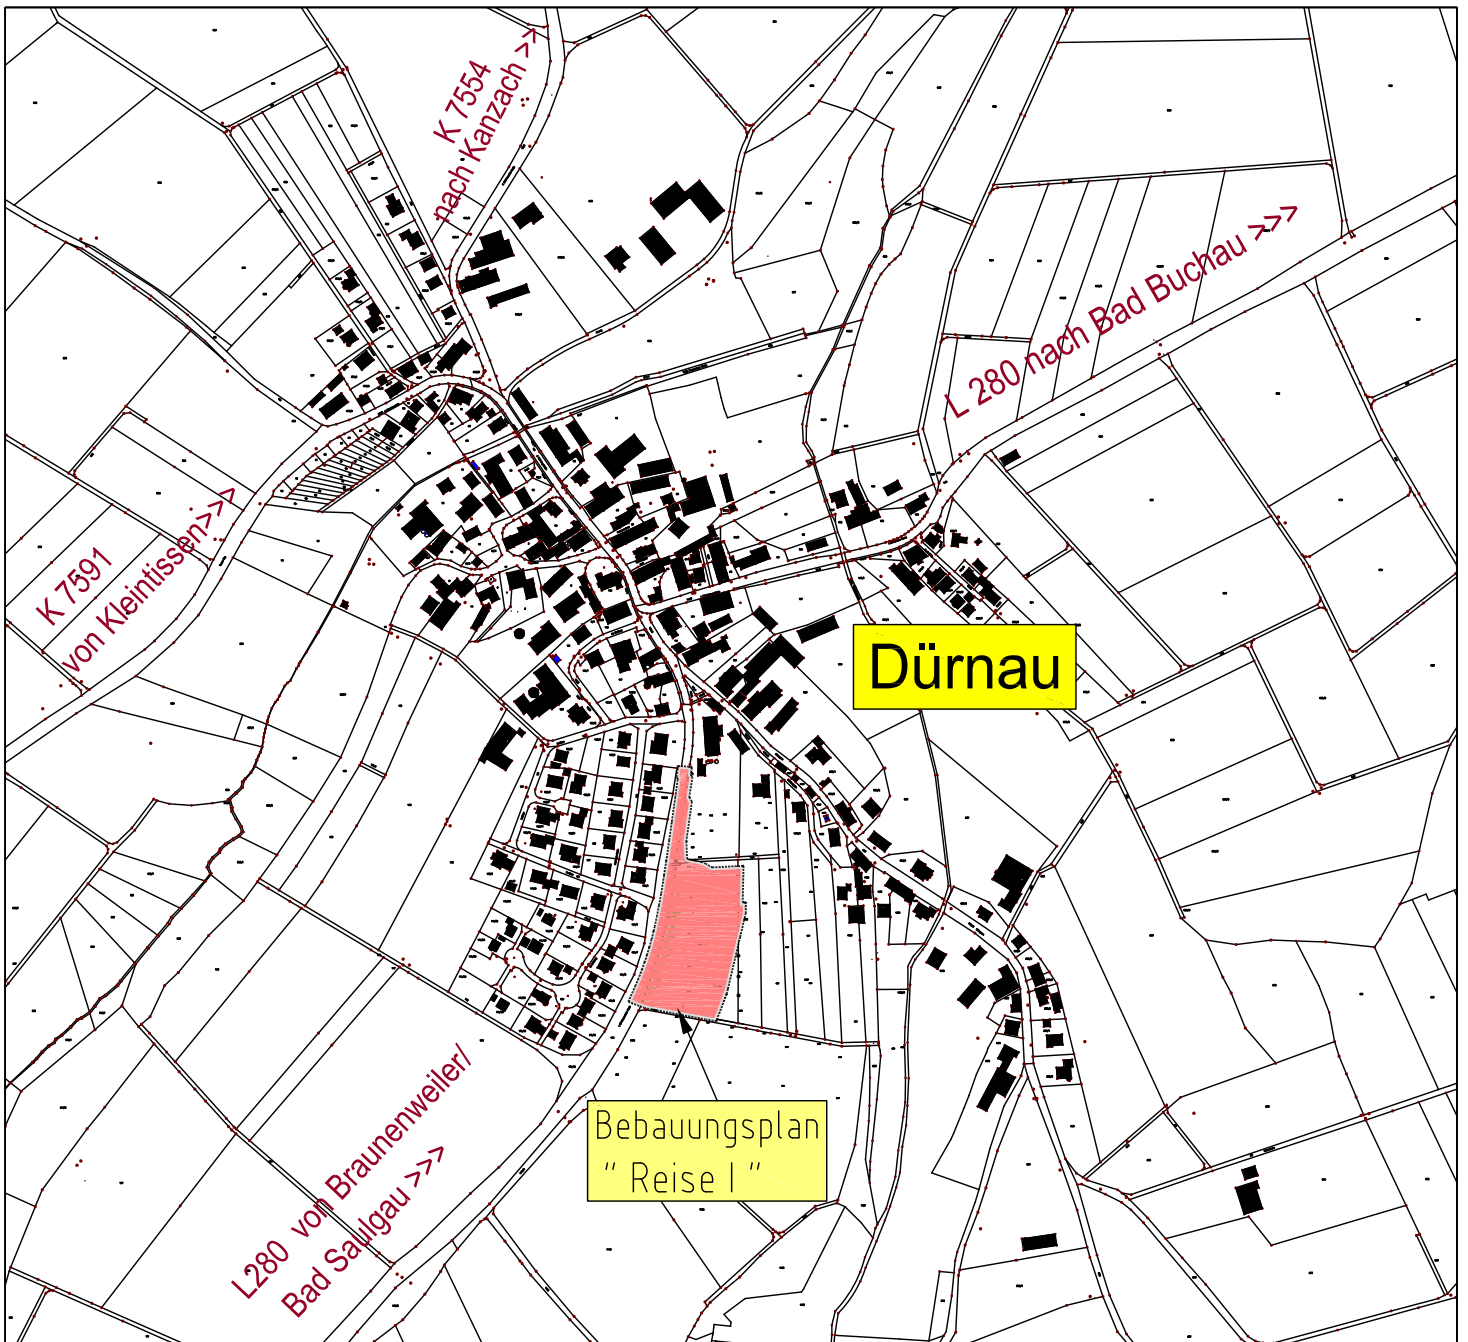 K 7554
nach Kanzach >>
L 280 nach Bad Buchau >>>
K 7591
von Kleintissen>>>
Dürnau
Bebauungsplan
" Reise I "
L280 von Braunenweiler/
Bad Saulgau >>>